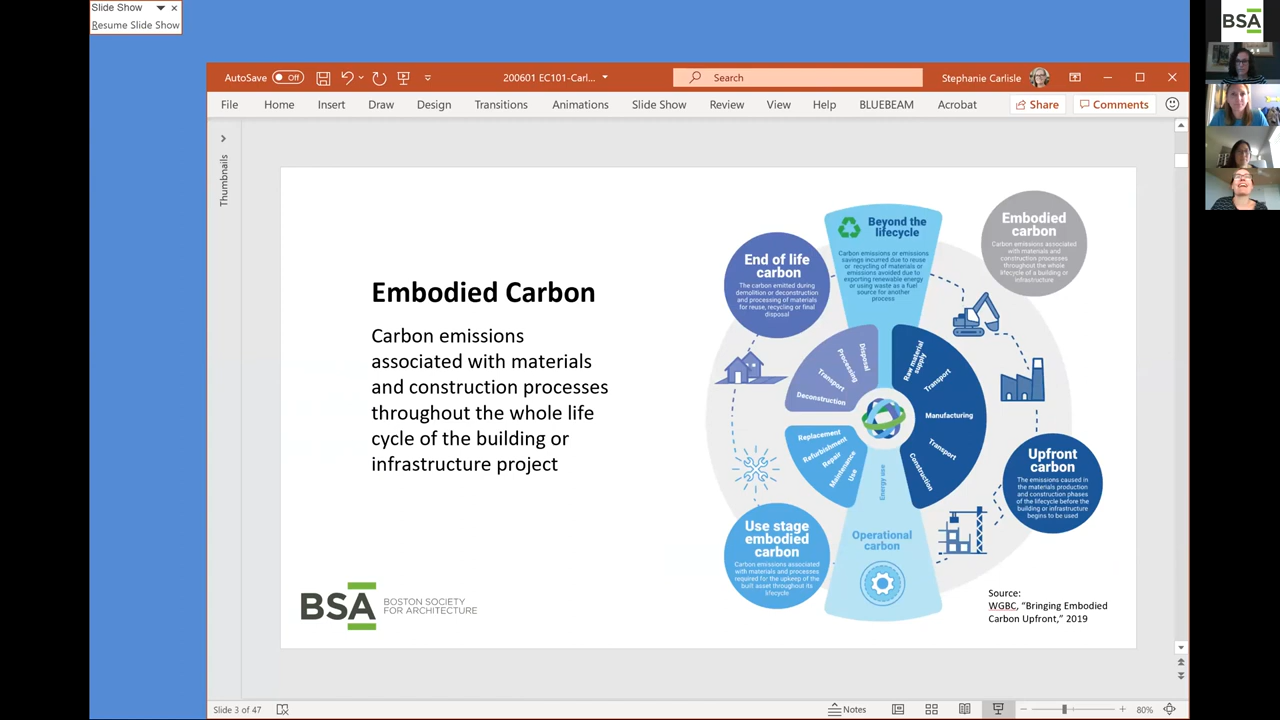 Slide Show
Resume Slide Show
BSA
AutoSave Off
200601 EC101-Carl...
Search
Stephanie Carlisle
File Home Insert Draw Design Transitions Animations Slide Show Review View Help BLUEBEAM Acrobat Share Comments
Thumbnails
Embodied Carbon
Carbon emissions
associated with materials
and construction processes
throughout the whole life
cycle of the building or
infrastructure project
BSA
BOSTON SOCIETY
FOR ARCHITECTURE
Beyond the
lifecycle
Carbon emissions or emissions
savings incurred due to reuse
or recycling of materials or
emissions avoided due to
exporting renewable energy
or using waste as a fuel
source for another
process
Embodied
carbon
Carbon emissions associated
with materials and
construction processes
throughout the whole
lifecycle of a building or
infrastructure
End of life
carbon
The carbon emitted during
demolition or deconstruction
and processing of materials
for reuse, recycling or final
disposal
Disposal
Processing
Transport
Deconstruction
Raw material
supply
Transport
Manufacturing
Transport
Construction
Replacement
Refurbishment
Repair
Maintenance
Use
Energy use
Upfront
carbon
The emissions caused in
the materials production
and construction phases
of the lifecycle before the
building or infrastructure
begins to be used
Use stage
embodied
carbon
Carbon emissions associated
with materials and processes
required for the upkeep of the
built asset throughout its
lifecycle
Operational
carbon
Source:
WGBC, “Bringing Embodied
Carbon Upfront,” 2019
Slide 3 of 47
Notes
80%